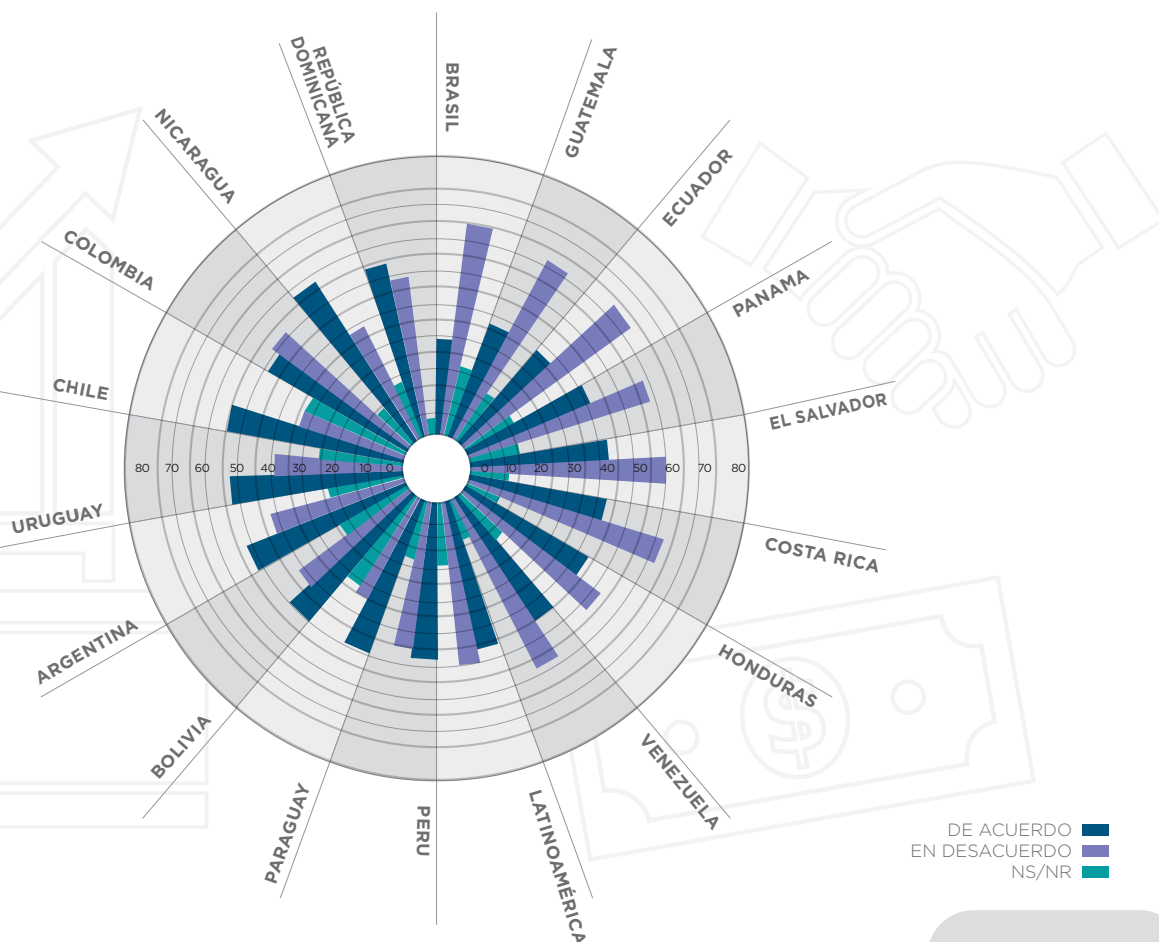 REPÚBLICA
DOMINICANA
BRASIL
GUATEMALA
ECUADOR
PANAMA
EL SALVADOR
COSTA RICA
HONDURAS
VENEZUELA
LATINOAMÉRICA
PERU
PARAGUAY
BOLIVIA
ARGENTINA
URUGUAY
CHILE
COLOMBIA
NICARAGUA
80 70 60 50 40 30 20 10 0 0 10 20 30 40 50 60 70 80
$
DE ACUERDO
EN DESACUERDO
NS/NR